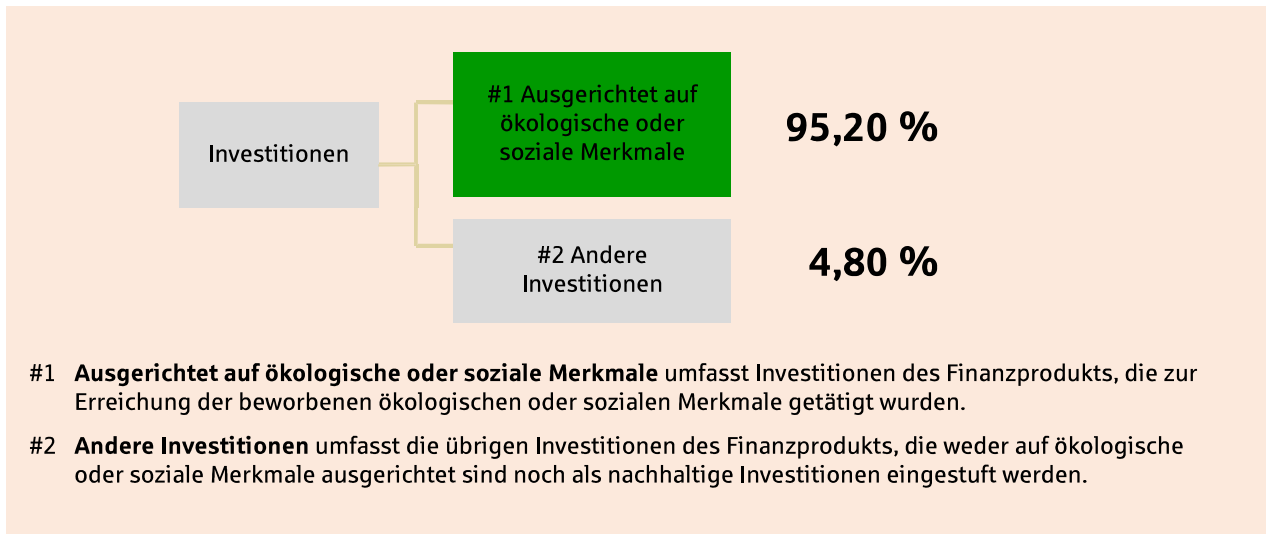 #1 Ausgerichtet auf
ökologische oder
soziale Merkmale
95,20 %
Investitionen
#2 Andere
Investitionen
4,80 %
#1 Ausgerichtet auf ökologische oder soziale Merkmale umfasst Investitionen des Finanzprodukts, die zur
Erreichung der beworbenen ökologischen oder sozialen Merkmale getätigt wurden.
#2 Andere Investitionen umfasst die übrigen Investitionen des Finanzprodukts, die weder auf ökologische
oder soziale Merkmale ausgerichtet sind noch als nachhaltige Investitionen eingestuft werden.